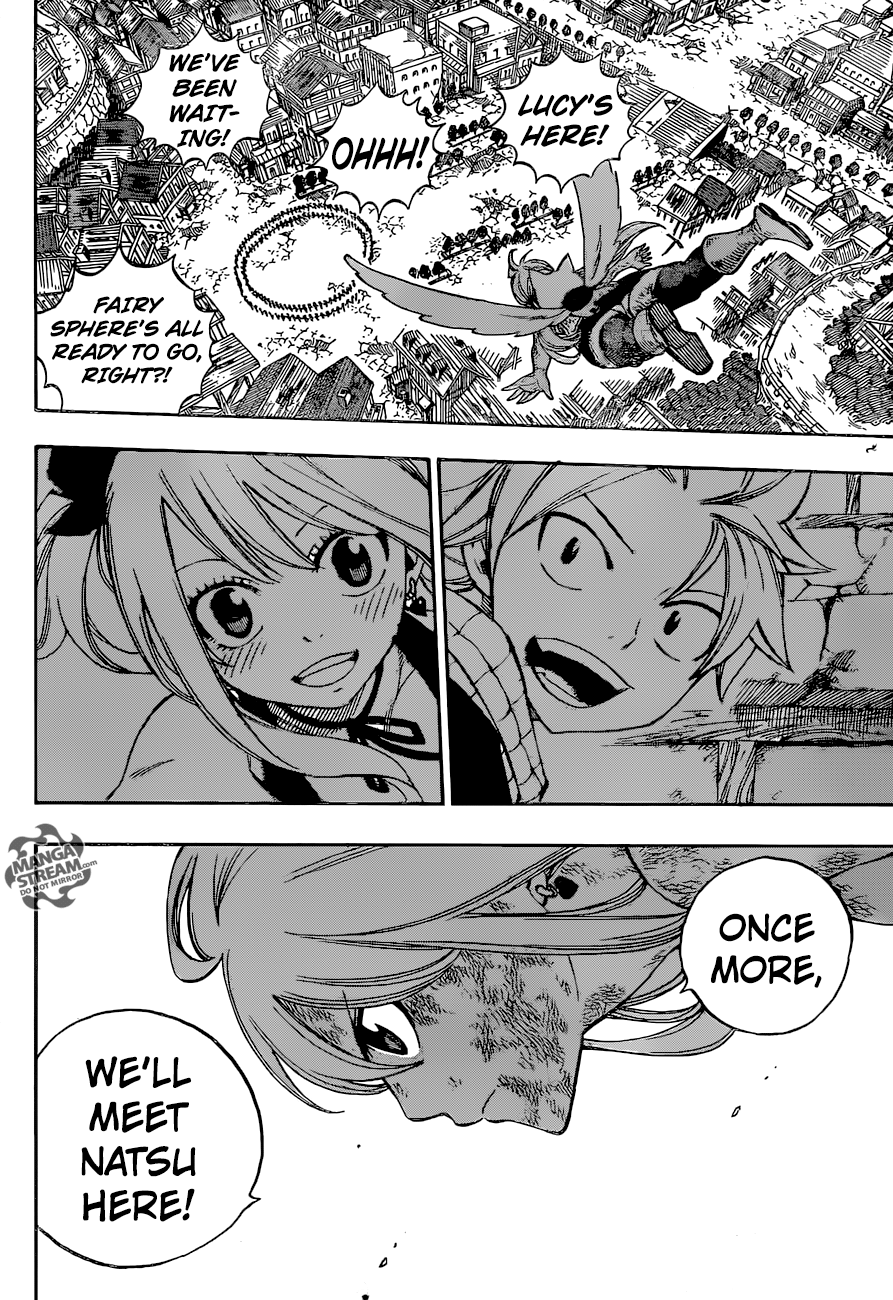 LUCY'S
HERE!
OHHH!
WE'VE
BEEN
WAIT-
ING!
FAIRY
SPHERE'S ALL
READY TO GO,
RIGHT?!
MANGA
STREAM.com
DO NOT MIRROR
ONCE
MORE,
WE'LL
MEET
NATSU
HERE!